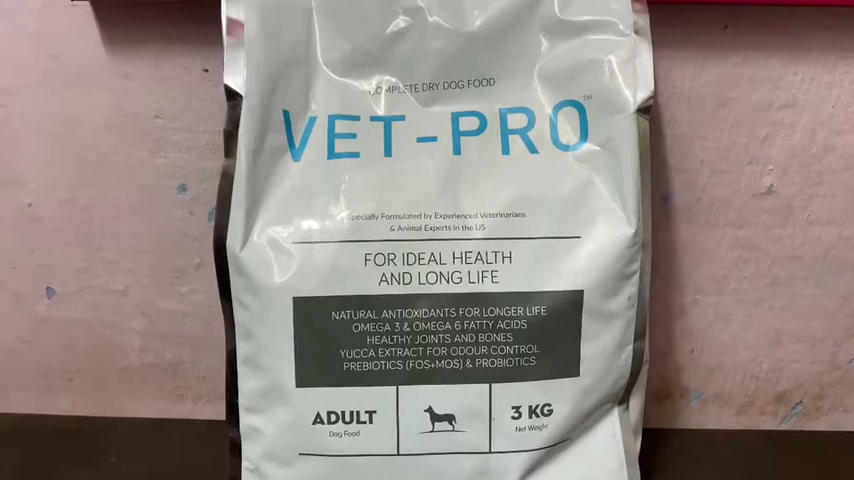 COMPLETE DRY DOG FOOD
VET-PRO™
Specially Formulated by Experienced Veterinarians
& Animal Experts in the US
FOR IDEAL HEALTH
AND LONG LIFE
NATURAL ANTIOXIDANTS FOR LONGER LIFE
OMEGA 3 & OMEGA 6 FATTY ACIDS
HEALTHY JOINTS AND BONES
YUCCA EXTRACT FOR ODOUR CONTROL
PREBIOTICS (FOS+MOS) & PROBIOTICS
ADULT
Dog Food
3 KG
Net Weight